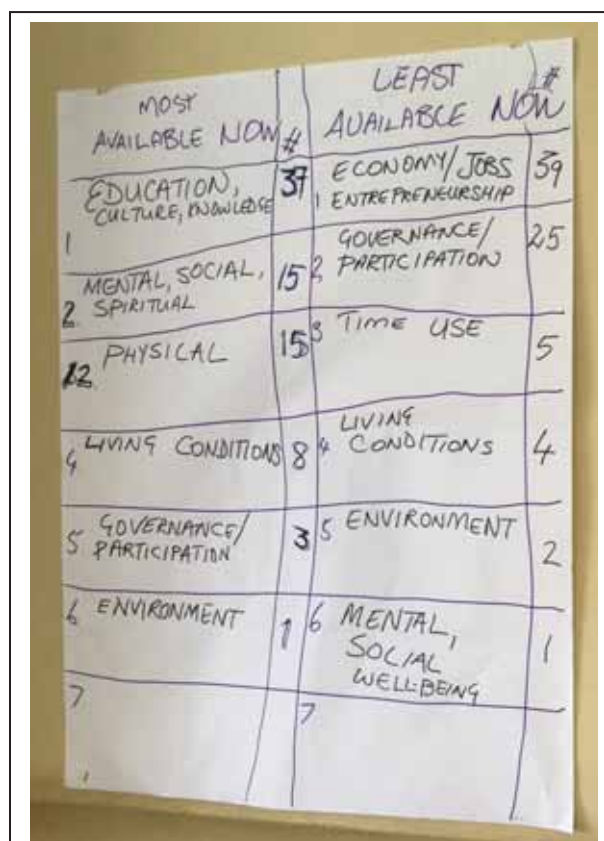 MOST
AVAILABLE NOW #
1 EDUCATION, 37
CULTURE, KNOWLEDGE
2 MENTAL, SOCIAL, 15
SPIRITUAL
2 PHYSICAL 15
4 LIVING CONDITIONS 8
5 GOVERNANCE/ 3
PARTICIPATION
6 ENVIRONMENT 1
7
LEAST #
AVAILABLE NOW
1 ECONOMY/JOBS 39
ENTREPRENEURSHIP
2 GOVERNANCE/ 25
PARTICIPATION
3 TIME USE 5
4 LIVING 4
CONDITIONS
5 ENVIRONMENT 2
6 MENTAL, 1
SOCIAL
WELL-BEING
7